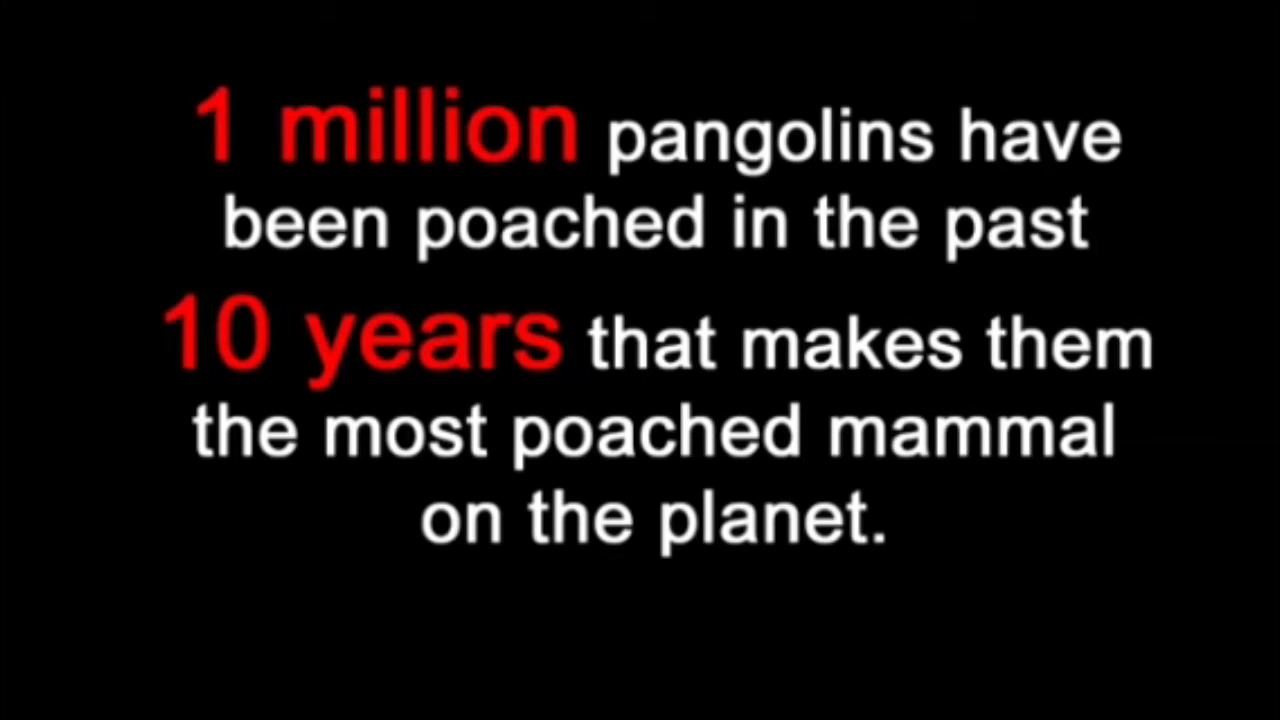 1 million pangolins have
been poached in the past
10 years that makes them
the most poached mammal
on the planet.